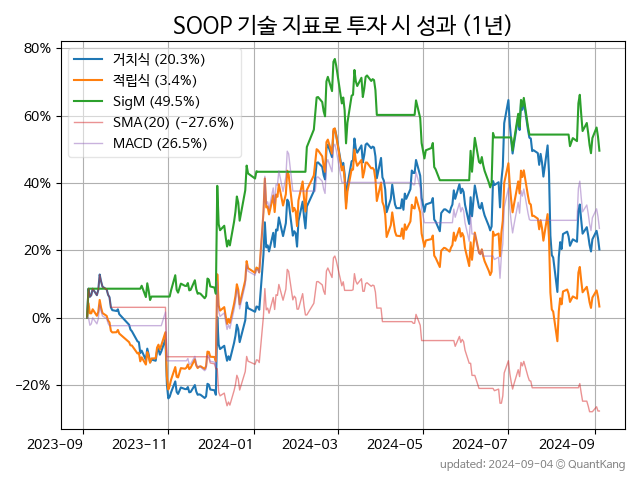 SOOP 기술 지표로 투자 시 성과 (1년)
80%
60%
40%
20%
0%
−20%
거치식 (20.3%)
적립식 (3.4%)
SigM (49.5%)
SMA(20) (−27.6%)
MACD (26.5%)
2023−09 2023−11 2024−01 2024−03 2024−05 2024−07 2024−09
updated: 2024−09−04 © QuantKang